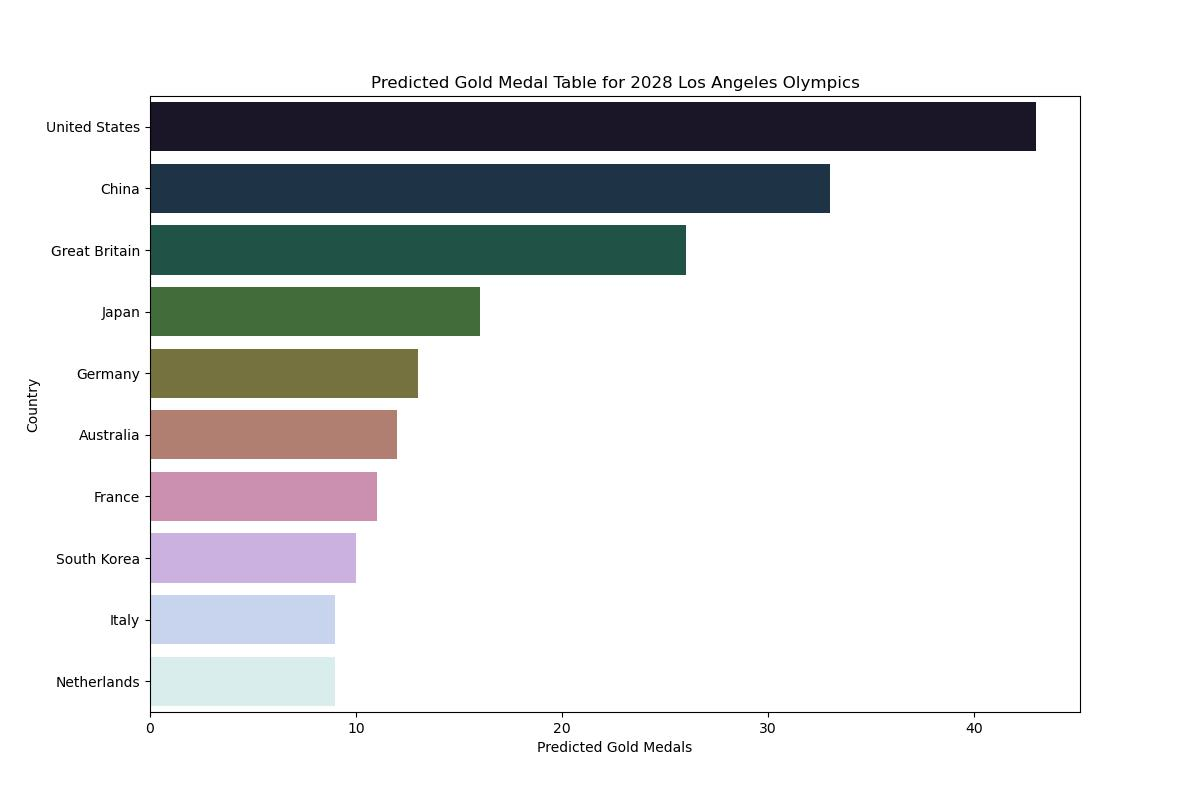 Predicted Gold Medal Table for 2028 Los Angeles Olympics
United States
China
Great Britain
Japan
Germany
Australia
France
South Korea
Italy
Netherlands
Country
0 10 20 30 40
Predicted Gold Medals